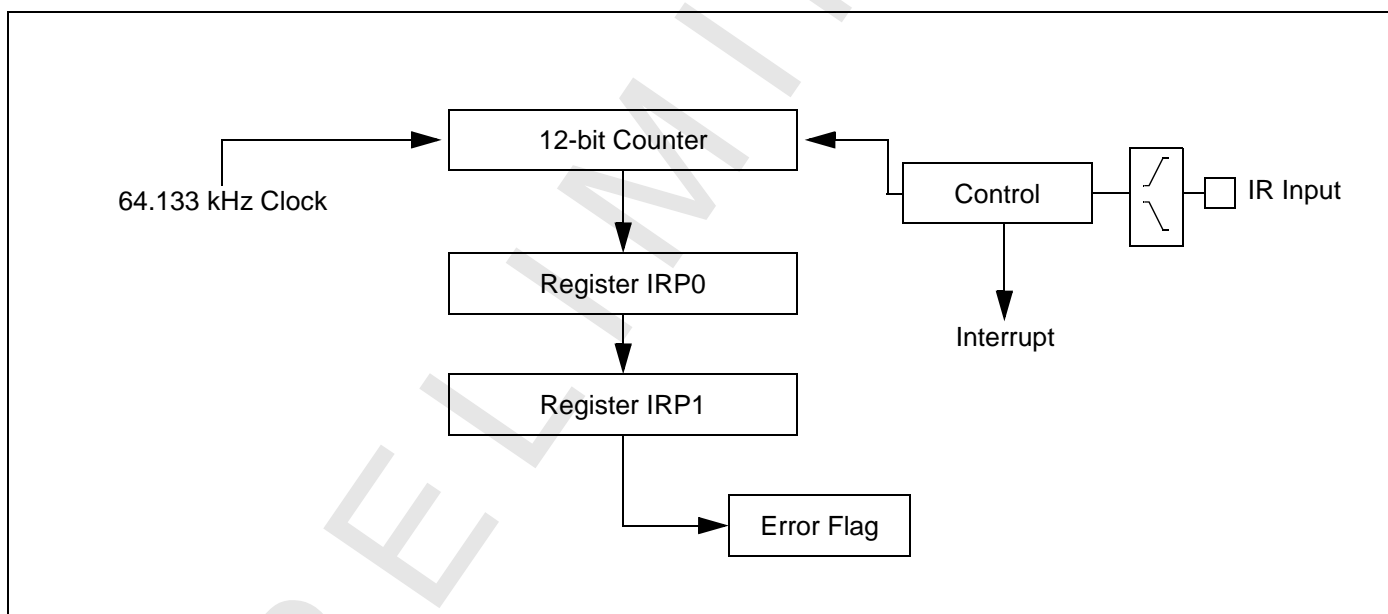 12-bit Counter
64.133 kHz Clock
Control
IR Input
Register IRP0
Interrupt
Register IRP1
Error Flag